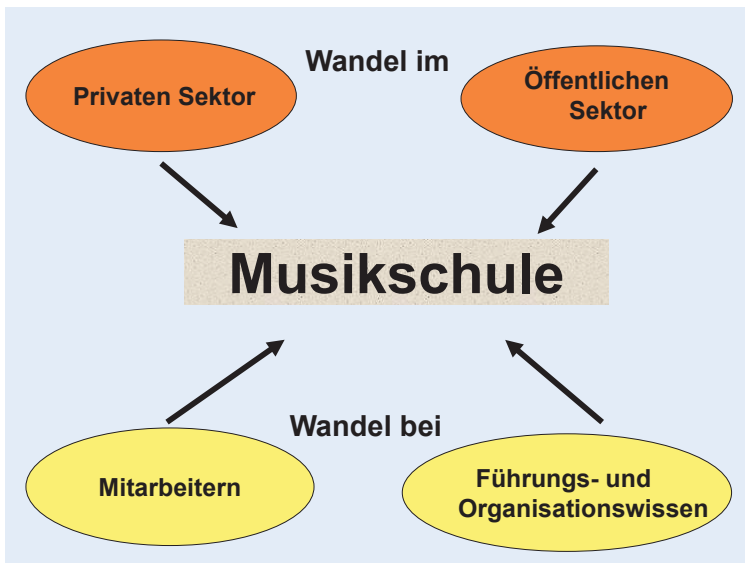 Wandel im
Privaten Sektor
Öffentlichen
Sektor
Musikschule
Wandel bei
Mitarbeitern
Führungs- und
Organisationswissen